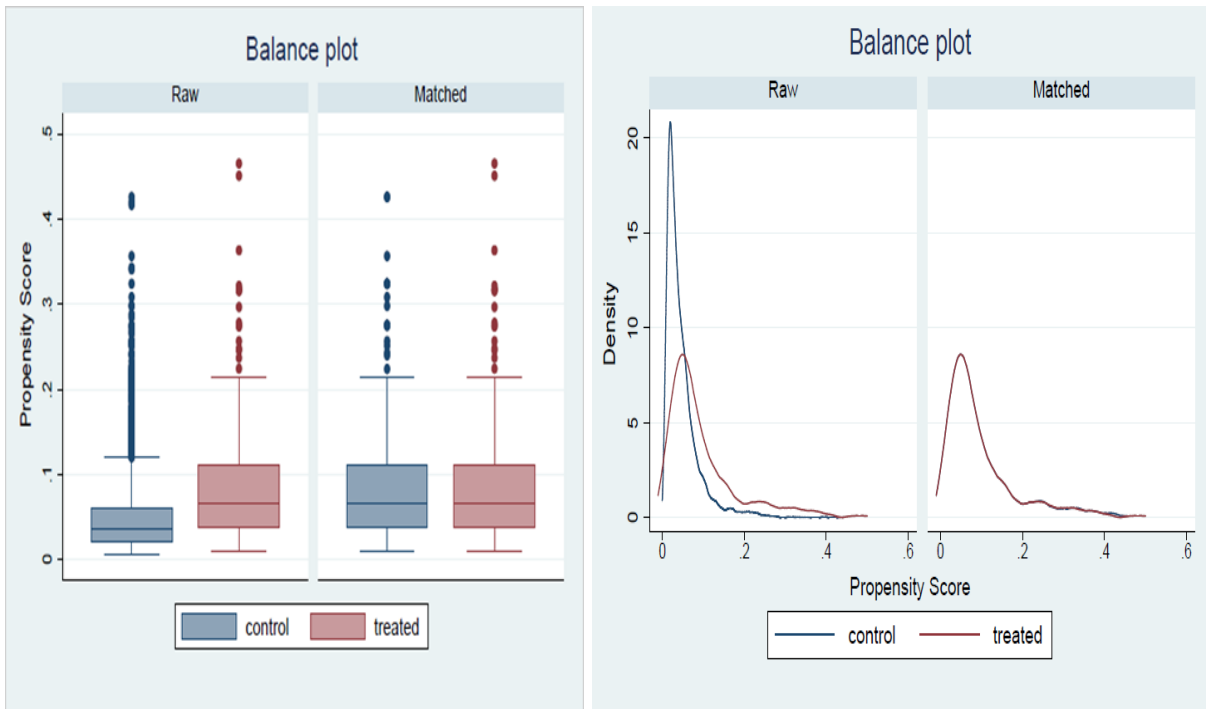 Balance plot
Raw
Matched
.5
.4
.3
.2
.1
0
Propensity Score
control
treated
Balance plot
Raw
Matched
20
15
10
5
0
Density
0 .2 .4 .6
0 .2 .4 .6
Propensity Score
control
treated